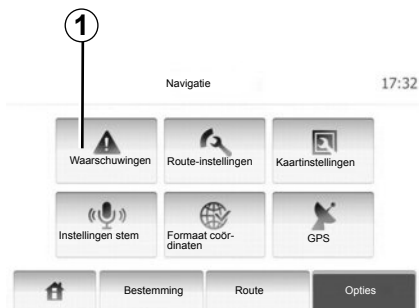 1
Navigatie 17:32
Waarschuwingen Route-instellingen Kaartinstellingen
Instellingen stem Formaat coör-
dinaten GPS
Bestemming Route Opties